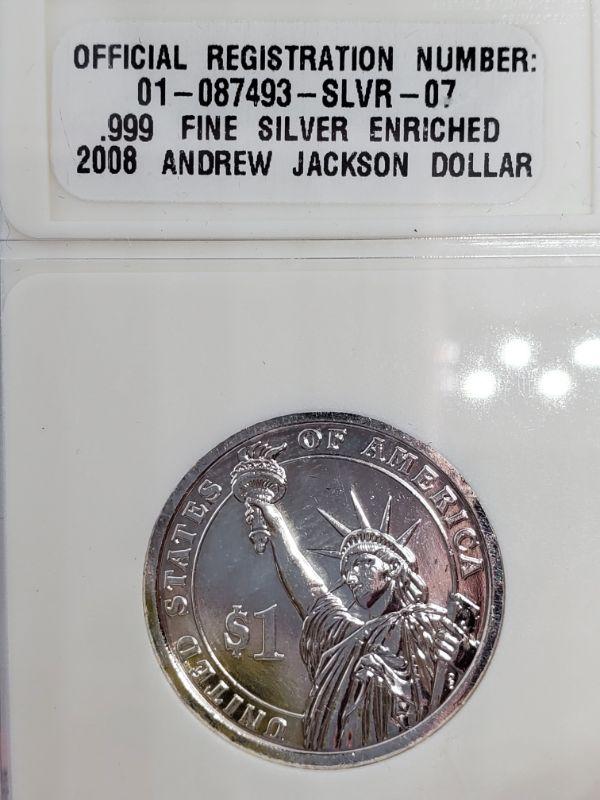 OFFICIAL REGISTRATION NUMBER:
01-087493-SLVR-07
.999 FINE SILVER ENRICHED
2008 ANDREW JACKSON DOLLAR
UNITED STATES OF AMERICA
$1